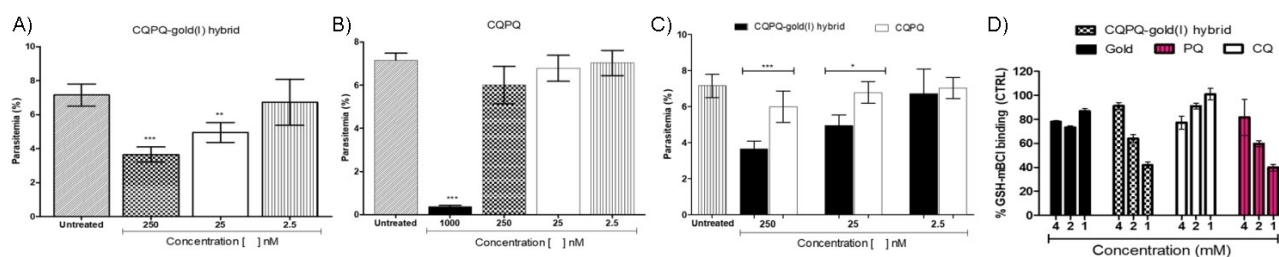 A)
CQPQ-gold(I) hybrid
Parasitemia (%)
10
8
6
4
2
0
***
**
Untreated 250 25 2.5
Concentration [ ] nM
B)
CQPQ
Parasitemia (%)
8
6
4
2
0
***
Untreated 1000 250 25 2.5
Concentration [ ] nM
C)
CQPQ-gold(I) hybrid CQPQ
Parasitemia (%)
10
8
6
4
2
0
***
*
Untreated 250 25 2.5
Concentration [ ] nM
D)
CQPQ-gold(I) hybrid
Gold PQ CQ
% GSH-mBCl binding (CTRL)
120
100
80
60
40
20
0
4 2 1 4 2 1 4 2 1 4 2 1
Concentration (mM)